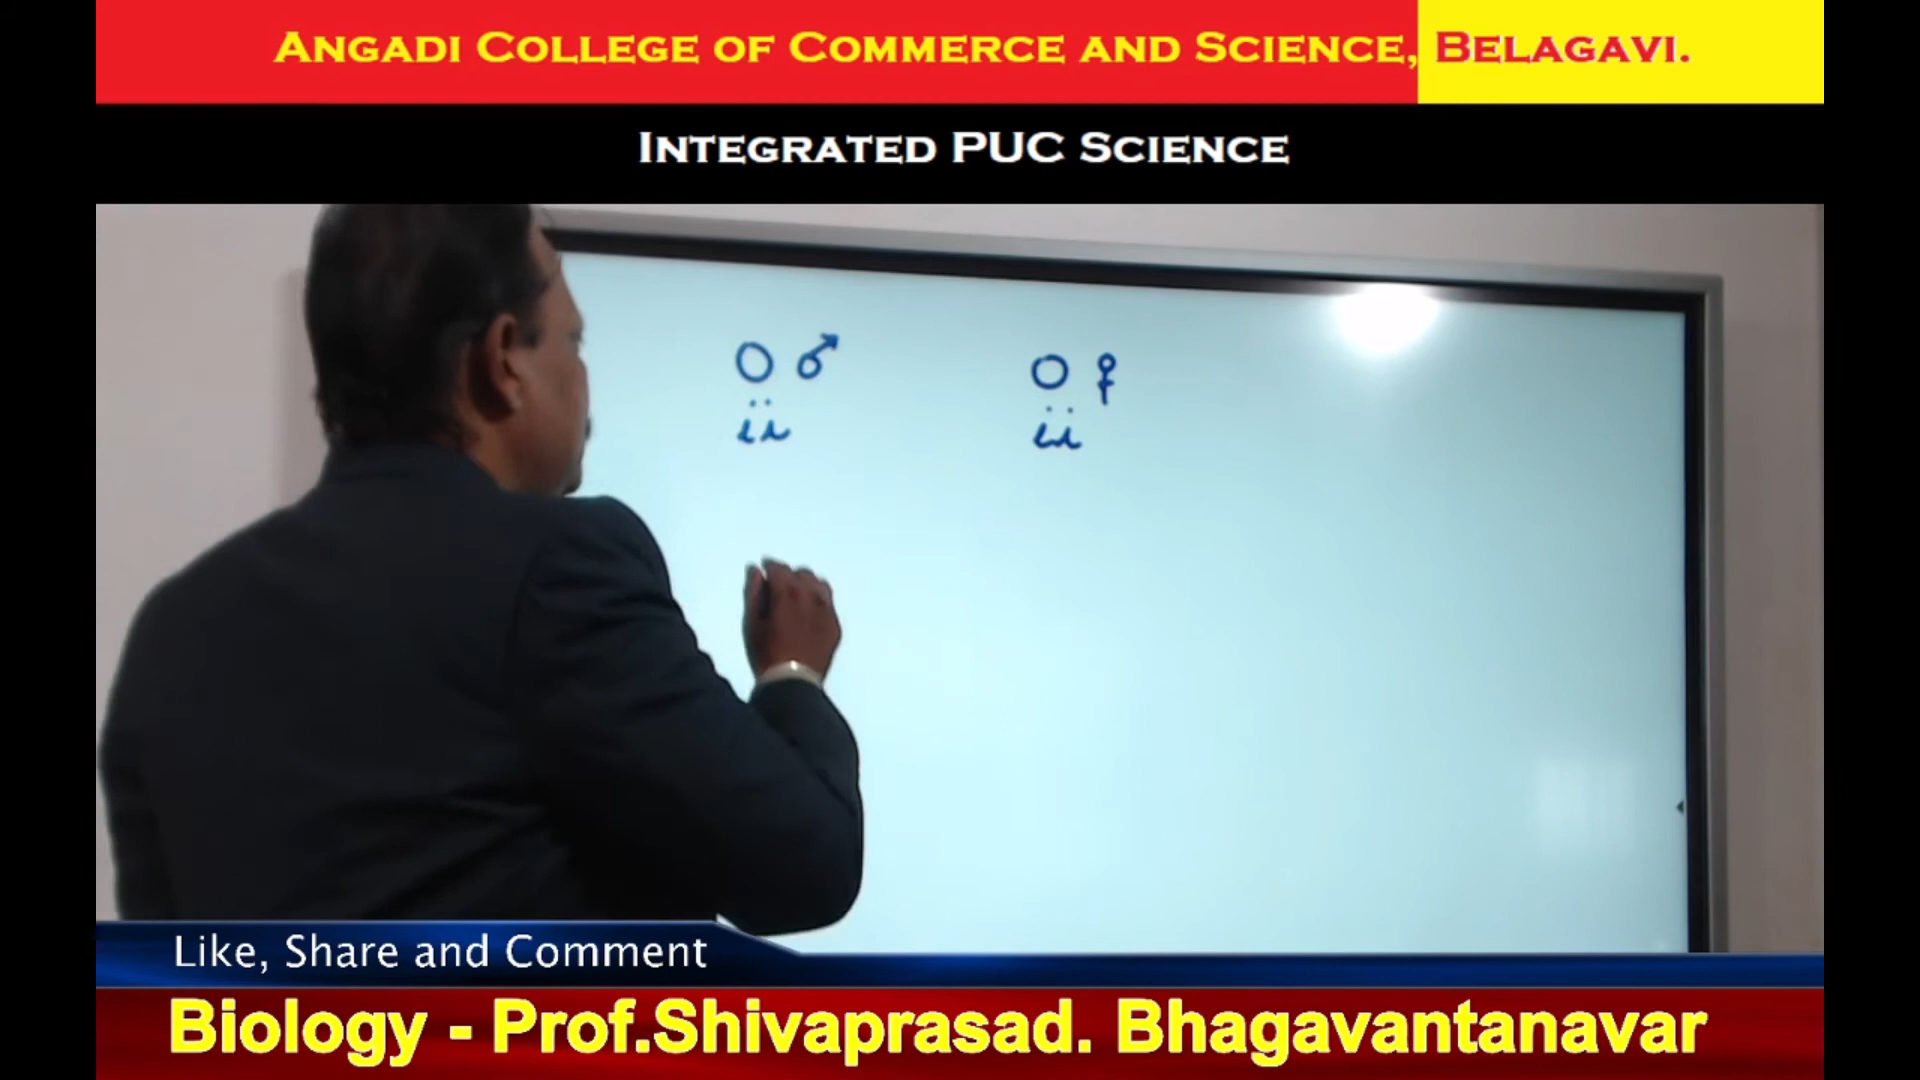 ANGADI COLLEGE OF COMMERCE AND SCIENCE, BELAGAVI.
INTEGRATED PUC SCIENCE
O ♂ O ♀
ii ii
Like, Share and Comment
Biology - Prof.Shivaprasad. Bhagavantanavar